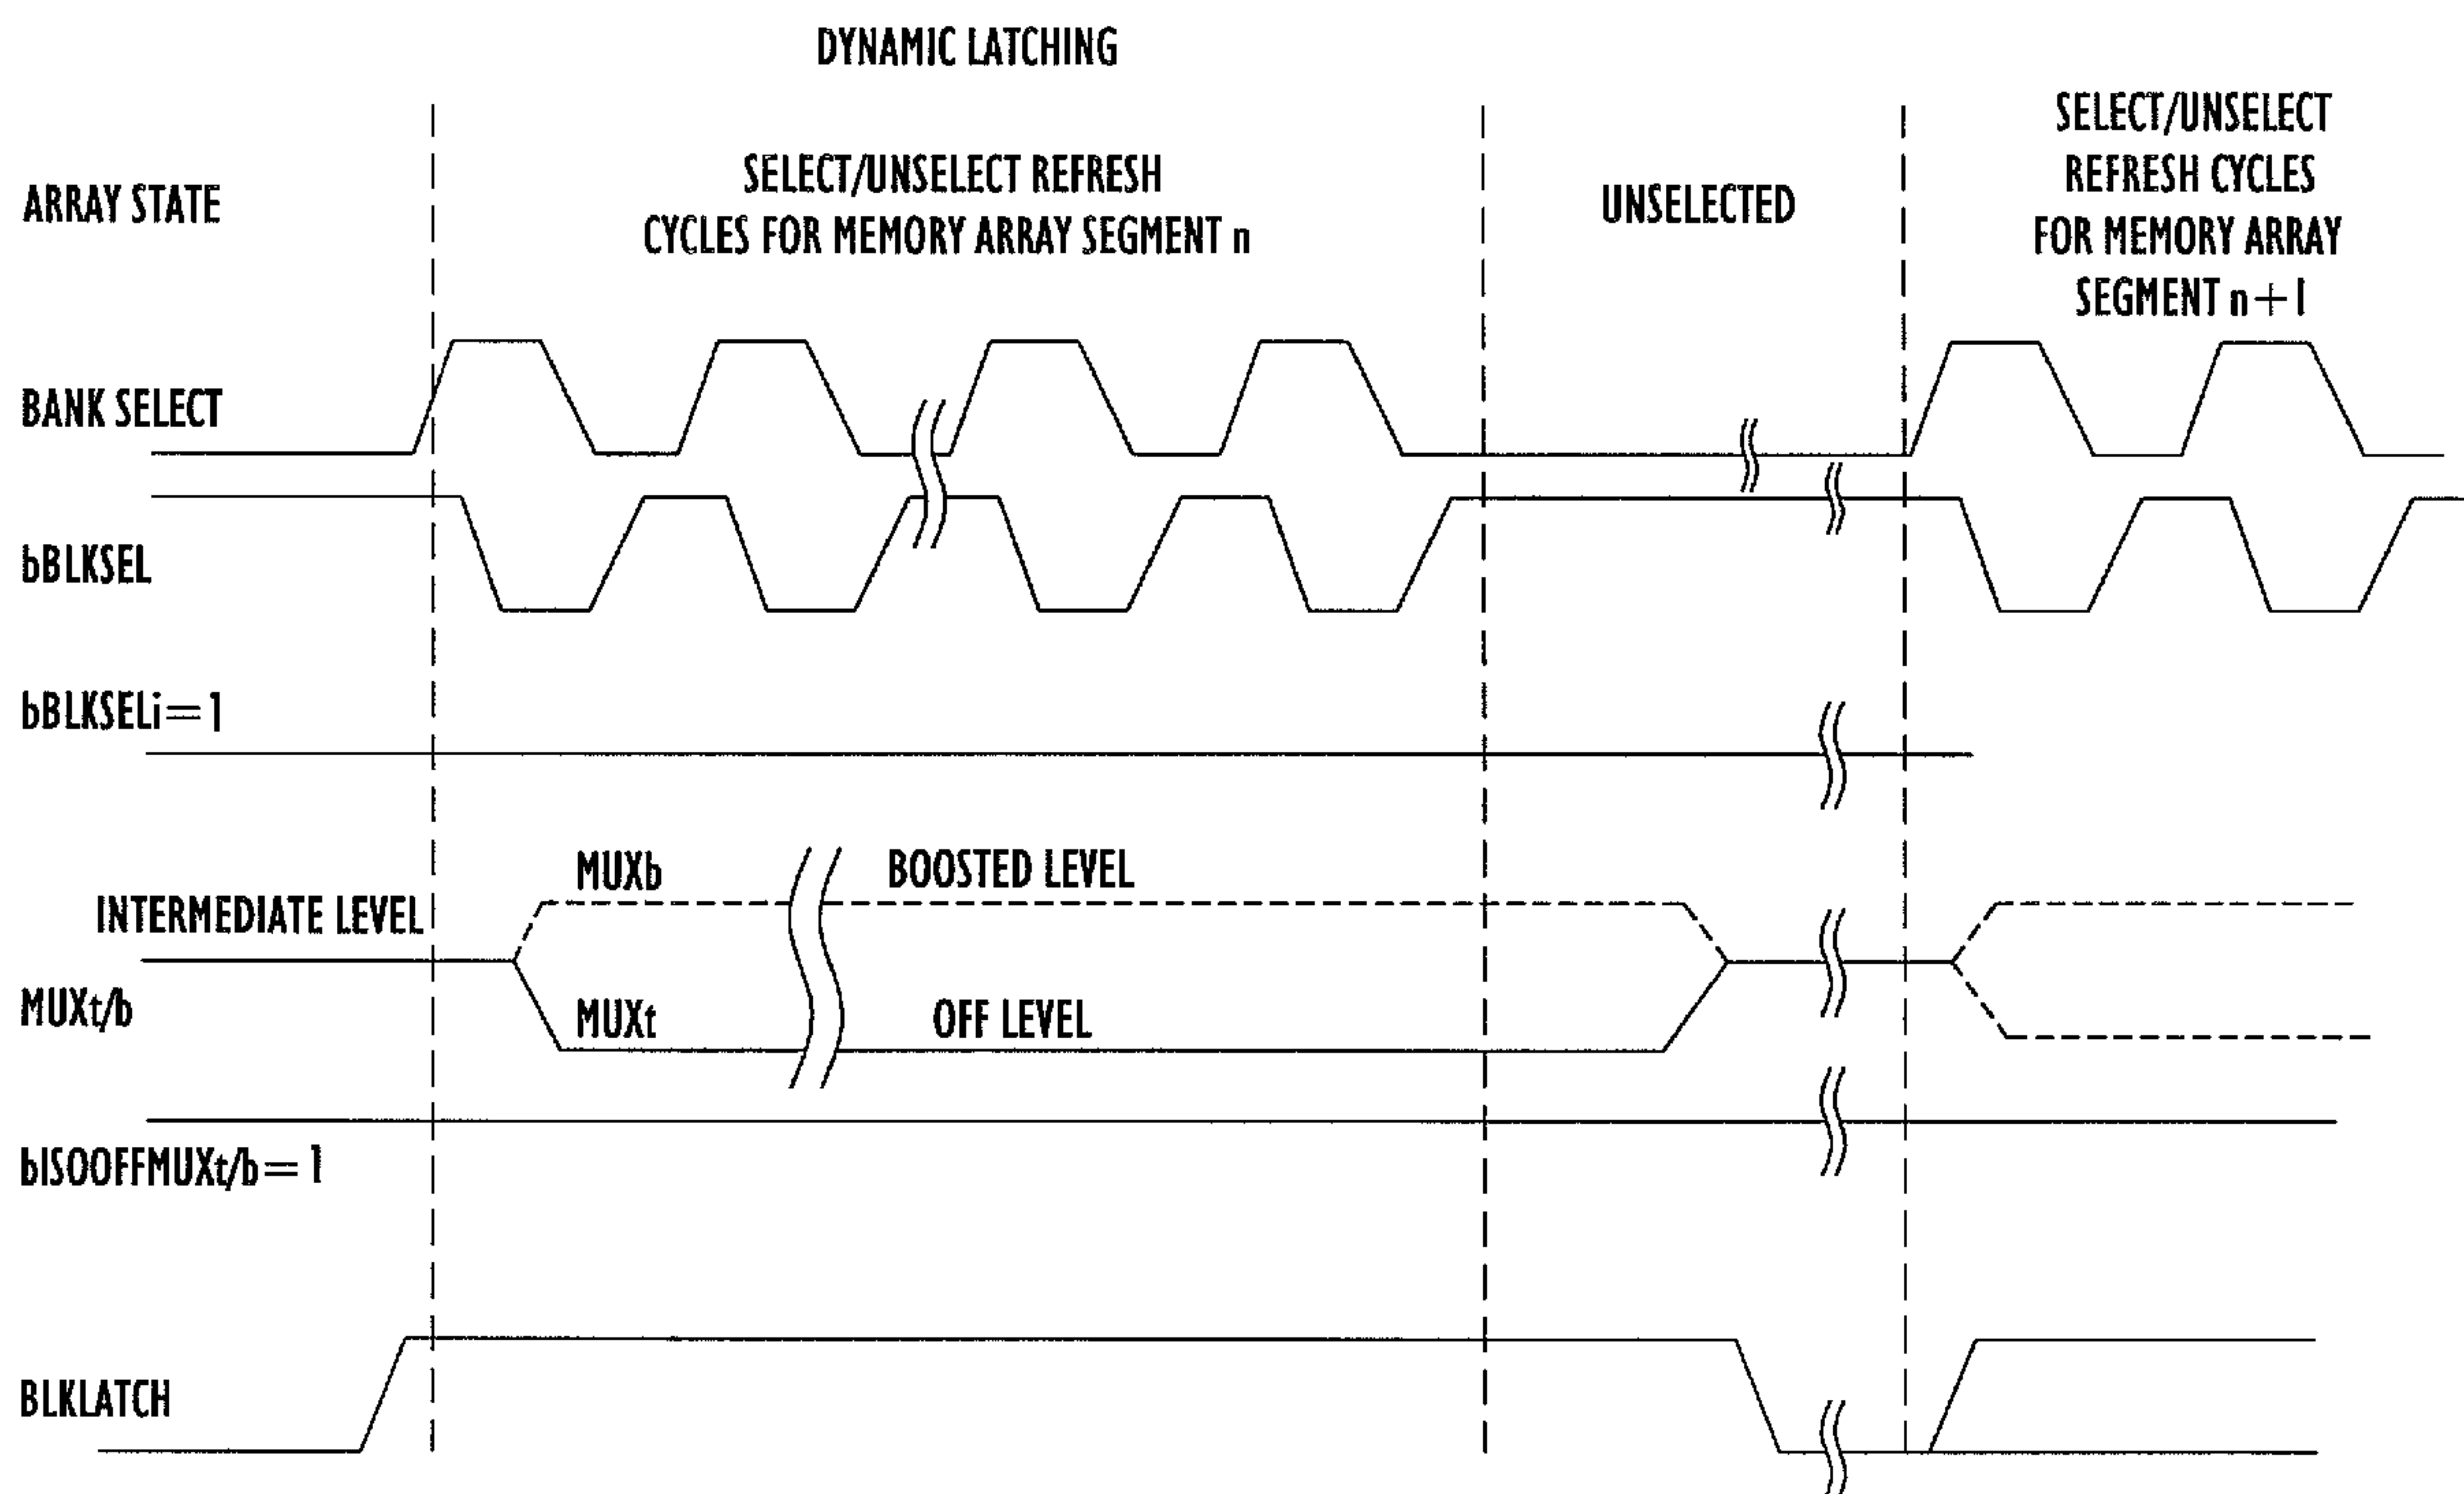 DYNAMIC LATCHING
ARRAY STATE
SELECT/UNSELECT REFRESH
CYCLES FOR MEMORY ARRAY SEGMENT n
UNSELECTED
SELECT/UNSELECT
REFRESH CYCLES
FOR MEMORY ARRAY
SEGMENT n+1
BANK SELECT
bBLKSEL
bBLKSELi=1
MUXb
BOOSTED LEVEL
INTERMEDIATE LEVEL
MUXt/b
MUXt
OFF LEVEL
bISOOFFMUXt/b=1
BLKLATCH